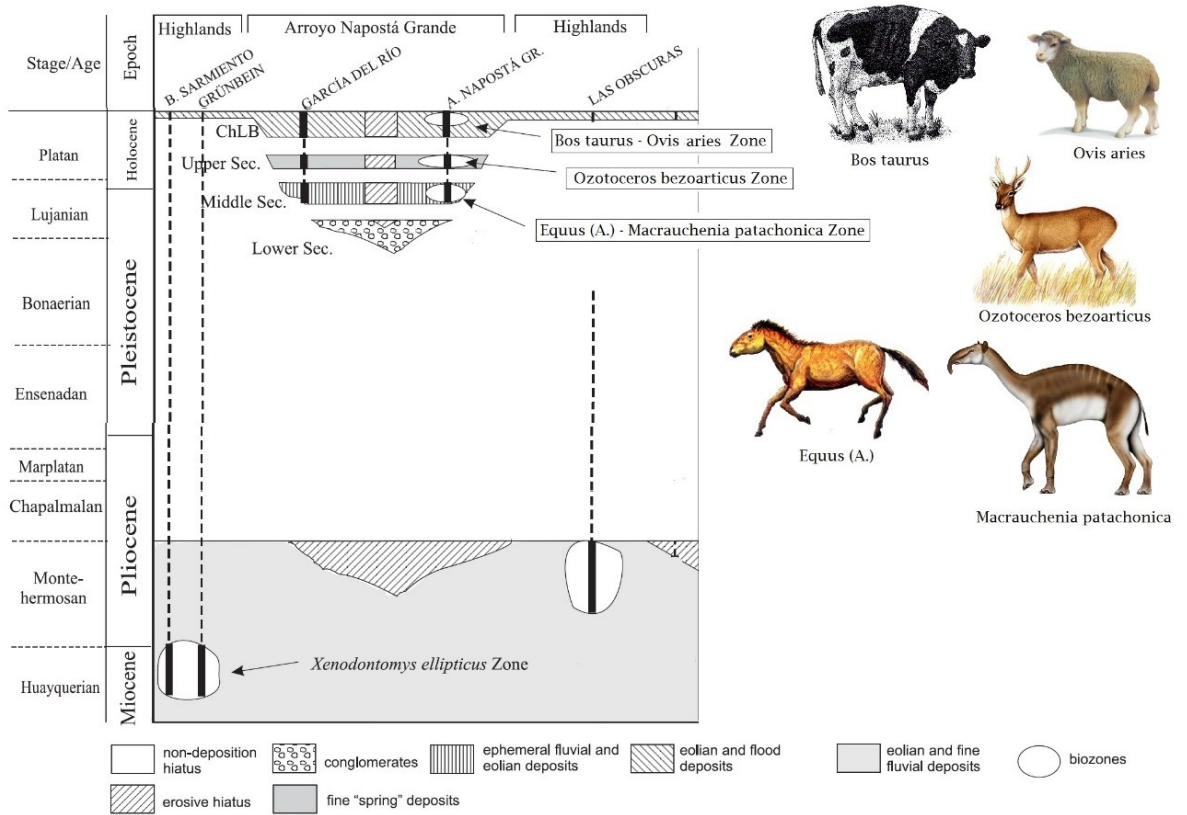 Highlands
Arroyo Napostá Grande
Highlands
Stage/Age
Epoch
B. SARMIENTO
GRÜNBEIN
GARCÍA DEL RÍO
A. NAPOSTÁ GR.
LAS OBSCURAS
Platan
Lujanian
Bonaerian
Ensenadan
Marplatan
Chapalmalan
Monte-
hermosan
Huayquerian
Holocene
Pleistocene
Pliocene
Miocene
ChLB
Upper Sec.
Middle Sec.
Lower Sec.
Bos taurus - Ovis aries Zone
Ozotoceros bezoarticus Zone
Equus (A.) - Macrauchenia patachonica Zone
Xenodontomys ellipticus Zone
Bos taurus
Ovis aries
Ozotoceros bezoarticus
Equus (A.)
Macrauchenia patachonica
non-deposition
hiatus
conglomerates
ephemeral fluvial and
eolian deposits
eolian and flood
deposits
eolian and fine
fluvial deposits
biozones
erosive hiatus
fine "spring" deposits